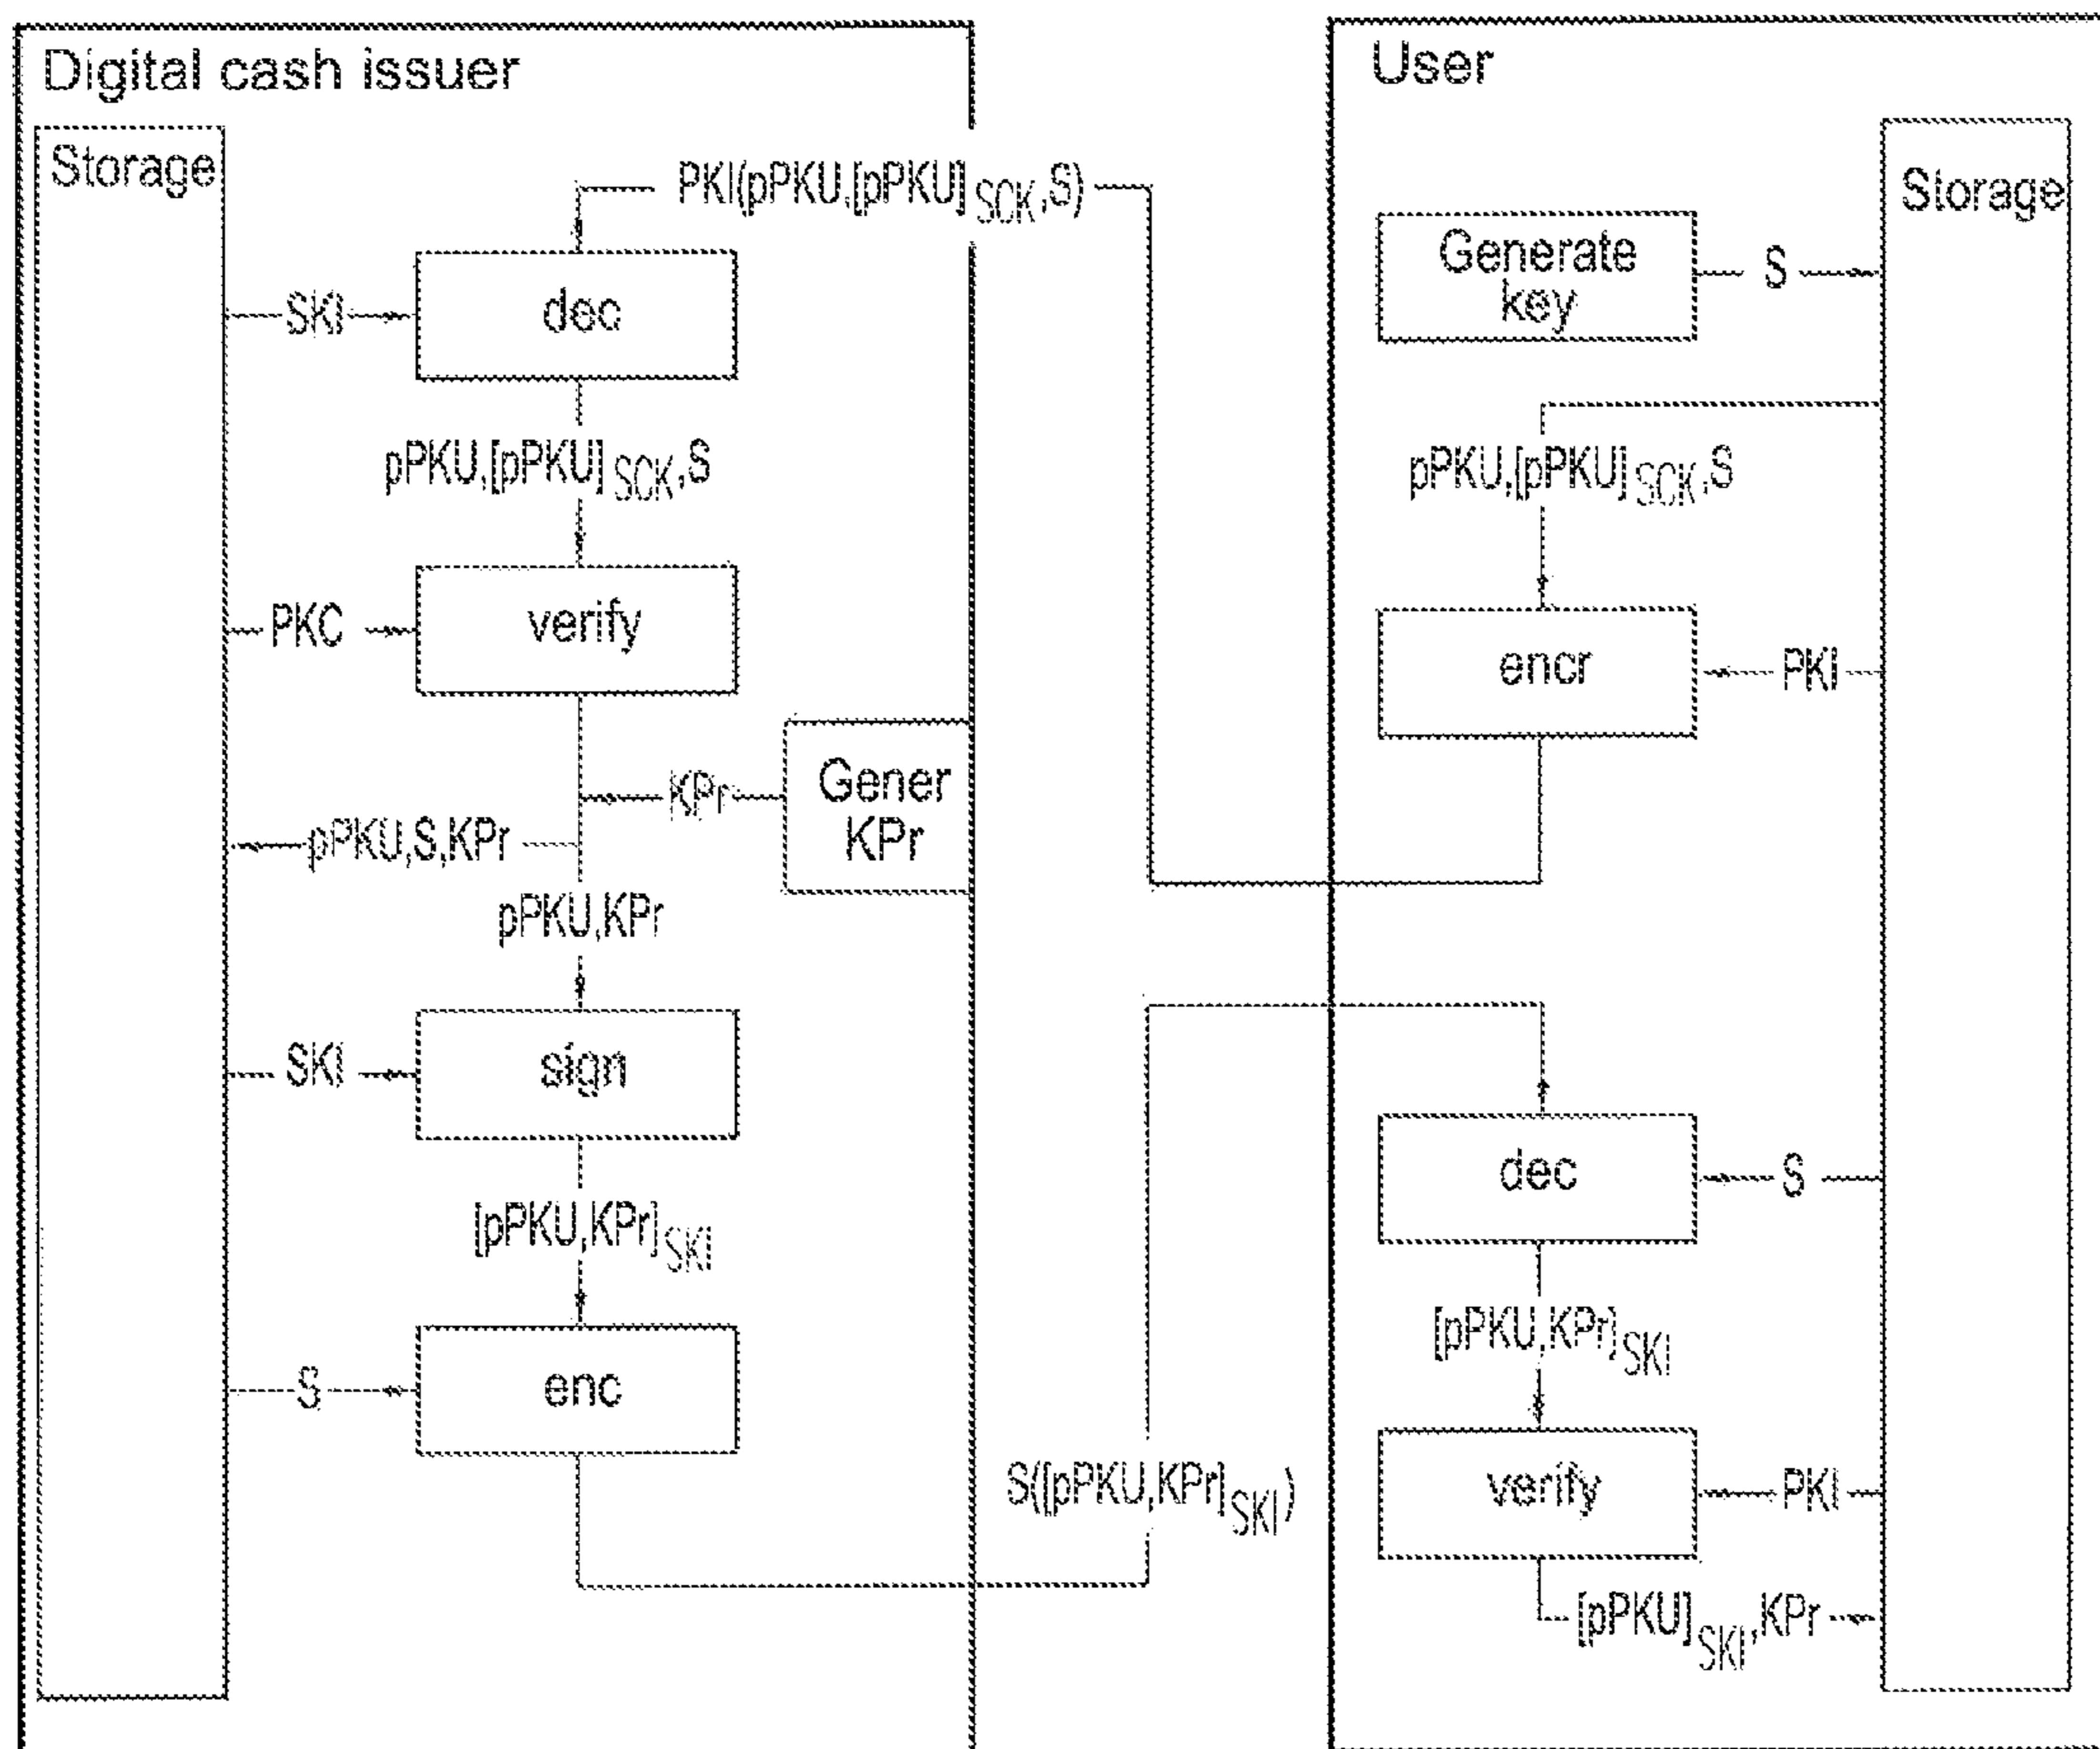 Digital cash issuer
Storage
PKI(pPKU,[pPKU]SCK,S)
SKI
dec
pPKU,[pPKU]SCK,S
PKC
verify
KPr
Gener
KPr
pPKU,S,KPr
pPKU,KPr
SKI
sign
[pPKU,KPr]SKI
S
enc
S([pPKU,KPr]SKI)
User
Storage
Generate
key
S
pPKU,[pPKU]SCK,S
encr
PKI
dec
S
[pPKU,KPr]SKI
verify
PKI
[pPKU]SKI,KPr